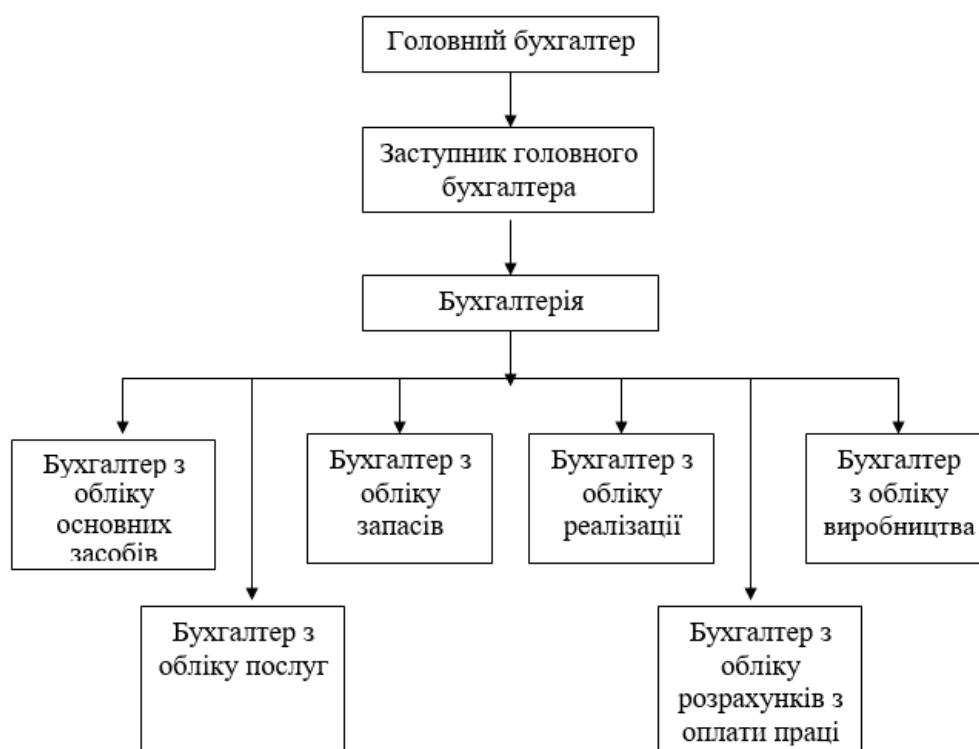 Головний бухгалтер
Заступник головного
бухгалтера
Бухгалтерія
Бухгалтер з
обліку
основних
засобів
Бухгалтер з
обліку
запасів
Бухгалтер з
обліку
реалізації
Бухгалтер
з обліку
виробництва
Бухгалтер з
обліку послуг
Бухгалтер з
обліку
розрахунків з
оплати праці